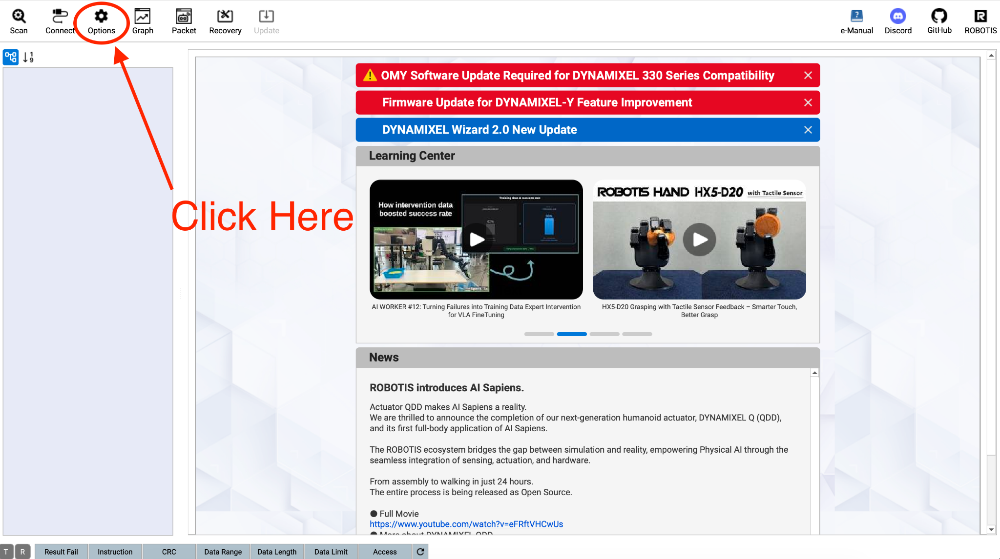 Scan
Connect
Options
Graph
Packet
Recovery
Update
e-Manual
Discord
GitHub
ROBOTIS
OMY Software Update Required for DYNAMIXEL 330 Series Compatibility
Firmware Update for DYNAMIXEL-Y Feature Improvement
DYNAMIXEL Wizard 2.0 New Update
Learning Center
How intervention data
boosted success rate
Training data & success rate
62%
ROBOTIS HAND HX5-D20 with Tactile Sensor
Click Here
AI WORKER #12: Turning Failures into Training Data Expert Intervention
for VLA FineTuning
HX5-D20 Grasping with Tactile Sensor Feedback – Smarter Touch,
Better Grasp
News
ROBOTIS introduces AI Sapiens.
Actuator QDD makes AI Sapiens a reality.
We are thrilled to announce the completion of our next-generation humanoid actuator, DYNAMIXEL Q (QDD),
and its first full-body application of AI Sapiens.
The ROBOTIS ecosystem bridges the gap between simulation and reality, empowering Physical AI through the
seamless integration of sensing, actuation, and hardware.
From assembly to walking in just 24 hours.
The entire process is being released as Open Source.
● Full Movie
https://www.youtube.com/watch?v=eFRftVHCwUs
● More about DYNAMIXEL QDD
T
R
Result Fail
Instruction
CRC
Data Range
Data Length
Data Limit
Access